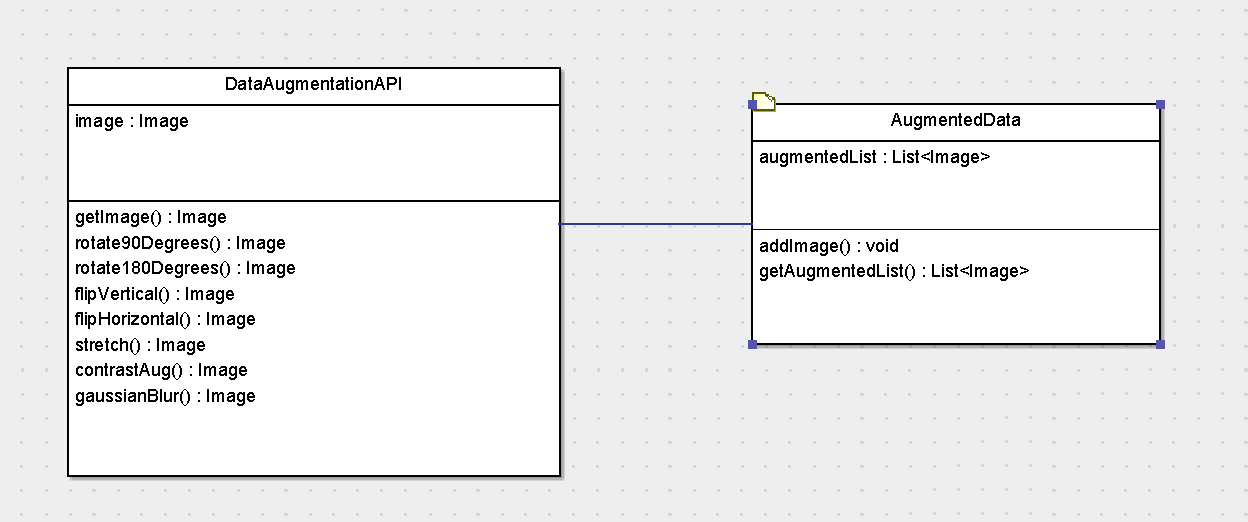 DataAugmentationAPI
image : Image
getImage() : Image
rotate90Degrees() : Image
rotate180Degrees() : Image
flipVertical() : Image
flipHorizontal() : Image
stretch() : Image
contrastAug() : Image
gaussianBlur() : Image
AugmentedData
augmentedList : List<Image>
addImage() : void
getAugmentedList() : List<Image>